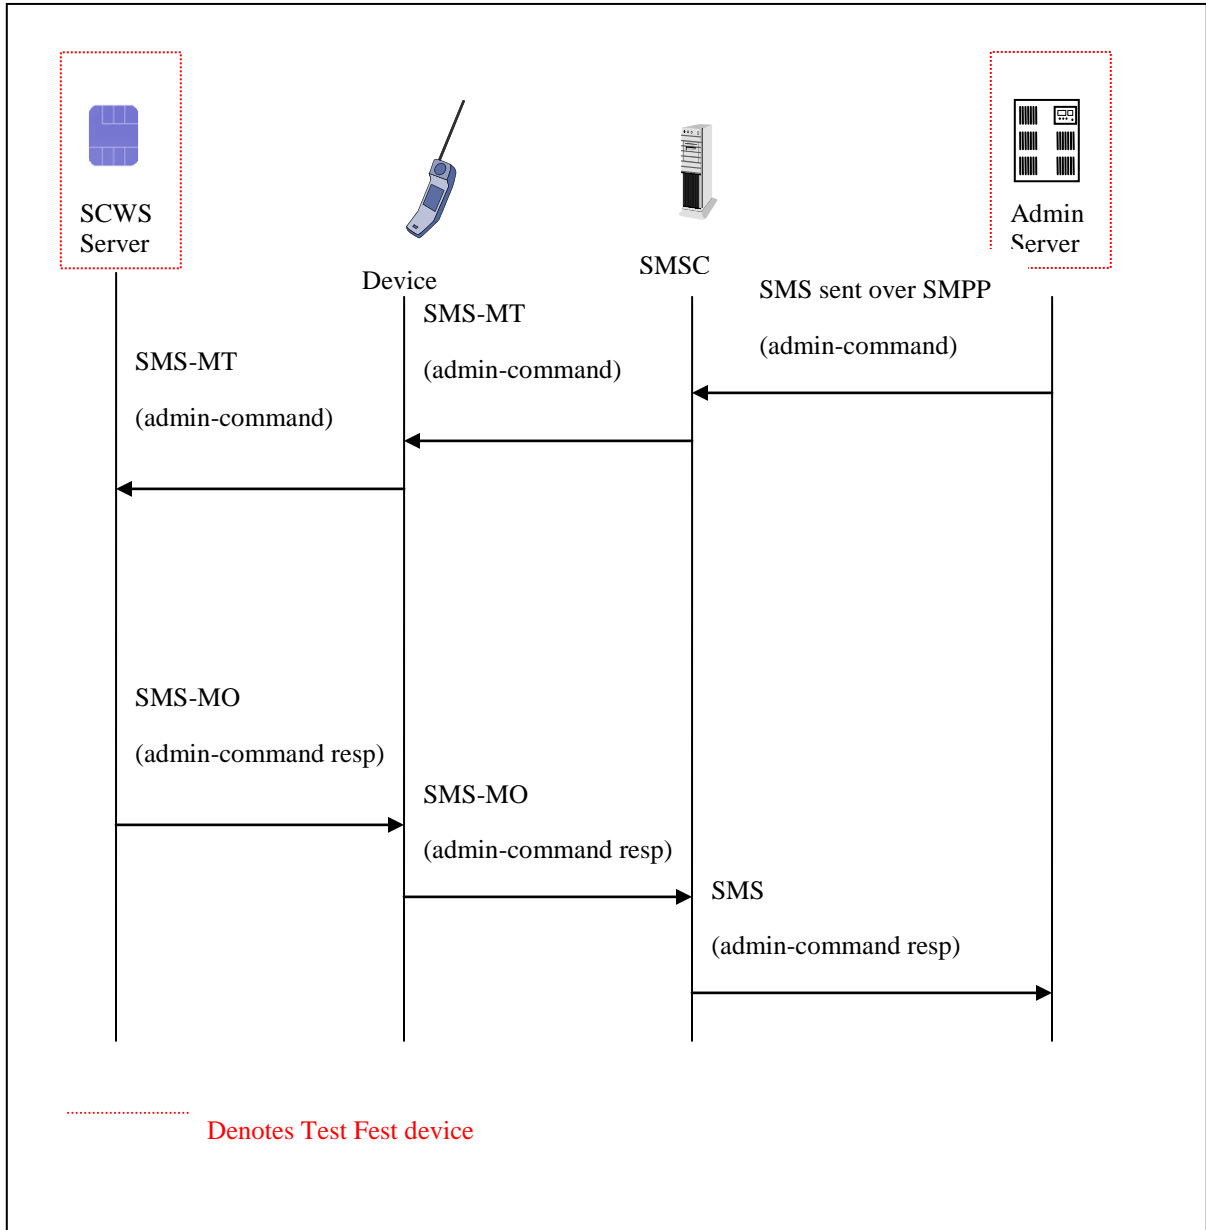 SCWS
Server
Device
SMSC
Admin
Server
SMS sent over SMPP
(admin-command)
SMS-MT
(admin-command)
SMS-MT
(admin-command)
SMS-MO
(admin-command resp)
SMS-MO
(admin-command resp)
SMS
(admin-command resp)
Denotes Test Fest device